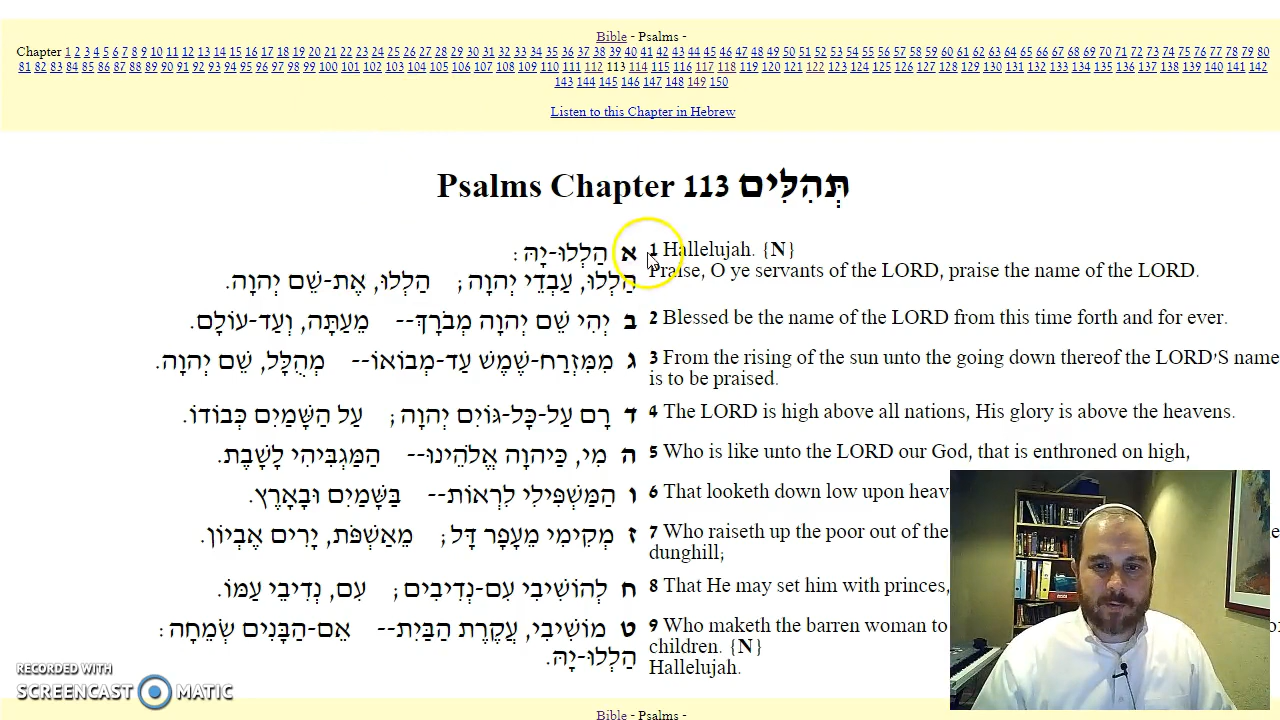 Bible - Psalms -
Chapter 1 2 3 4 5 6 7 8 9 10 11 12 13 14 15 16 17 18 19 20 21 22 23 24 25 26 27 28 29 30 31 32 33 34 35 36 37 38 39 40 41 42 43 44 45 46 47 48 49 50 51 52 53 54 55 56 57 58 59 60 61 62 63 64 65 66 67 68 69 70 71 72 73 74 75 76 77 78 79 80
81 82 83 84 85 86 87 88 89 90 91 92 93 94 95 96 97 98 99 100 101 102 103 104 105 106 107 108 109 110 111 112 113 114 115 116 117 118 119 120 121 122 123 124 125 126 127 128 129 130 131 132 133 134 135 136 137 138 139 140 141 142
143 144 145 146 147 148 149 150
Listen to this Chapter in Hebrew
Psalms Chapter 113 תְּהִלִּים
א הַלְלוּ-יָהּ:
הַלְלוּ, עַבְדֵי יְהוָה; הַלְלוּ, אֶת-שֵׁם יְהוָה.
1 Hallelujah. {N}
Praise, O ye servants of the LORD, praise the name of the LORD.
ב יְהִי שֵׁם יְהוָה מְבֹרָךְ-- מֵעַתָּה, וְעַד-עוֹלָם.
2 Blessed be the name of the LORD from this time forth and for ever.
ג מִמִּזְרַח-שֶׁמֶשׁ עַד-מְבוֹאוֹ-- מְהֻלָּל, שֵׁם יְהוָה.
3 From the rising of the sun unto the going down thereof the LORD'S name
is to be praised.
ד רָם עַל-כָּל-גּוֹיִם יְהוָה; עַל הַשָּׁמַיִם כְּבוֹדוֹ.
4 The LORD is high above all nations, His glory is above the heavens.
ה מִי, כַּיהוָה אֱלֹהֵינוּ-- הַמַּגְבִּיהִי לָשָׁבֶת.
5 Who is like unto the LORD our God, that is enthroned on high,
ו הַמַּשְׁפִּילִי לִרְאוֹת-- בַּשָּׁמַיִם וּבָאָרֶץ.
6 That looketh down low upon heav
ז מְקִימִי מֵעָפָר דָּל; מֵאַשְׁפֹּת, יָרִים אֶבְיוֹן.
7 Who raiseth up the poor out of the
dunghill;
ח לְהוֹשִׁיבִי עִם-נְדִיבִים; עִם, נְדִיבֵי עַמּוֹ.
8 That He may set him with princes,
ט מוֹשִׁיבִי, עֲקֶרֶת הַבַּיִת-- אֵם-הַבָּנִים שְׂמֵחָה:
הַלְלוּ-יָהּ.
9 Who maketh the barren woman to
children. {N}
Hallelujah.
RECORDED WITH
SCREENCAST MATIC
Bible - Psalms -